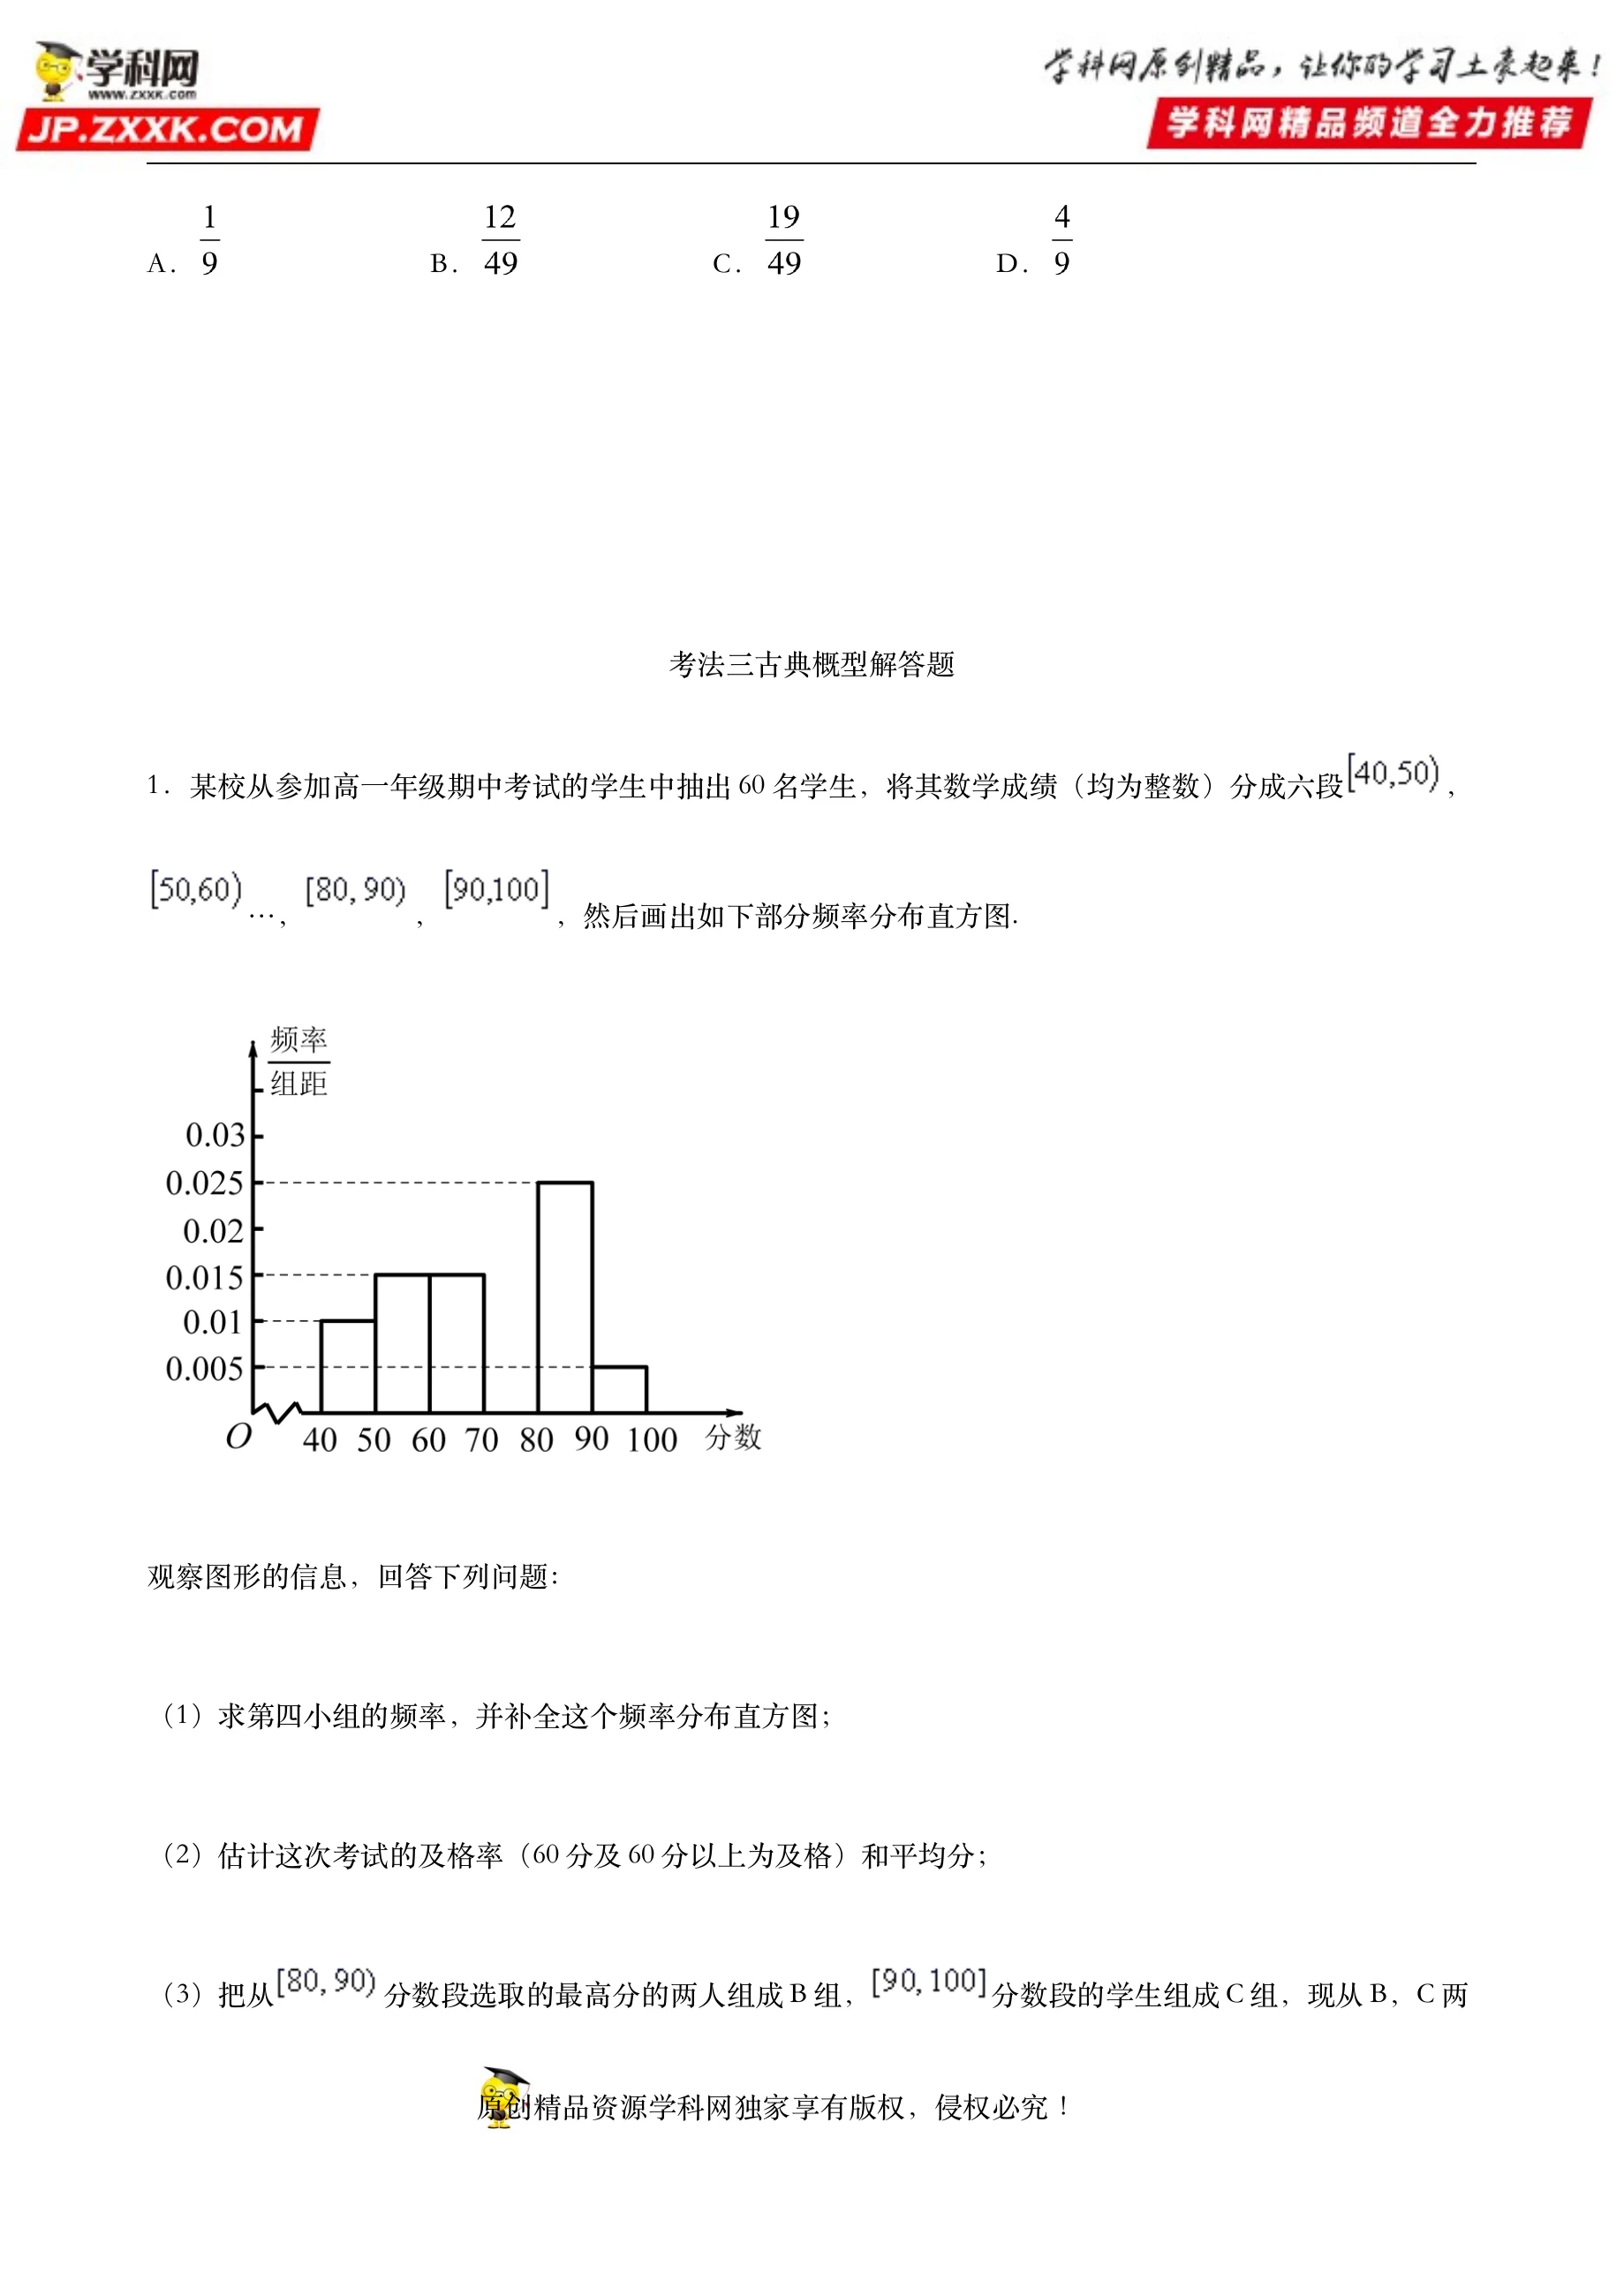 学科网
www.zxxk.com
JP.ZXXK.COM
学科网原创精品，让你的学习土豪起来！
学科网精品频道全力推荐
A． 1/9 B． 12/49 C． 19/49 D． 4/9
考法三古典概型解答题
1．某校从参加高一年级期中考试的学生中抽出 60 名学生，将其数学成绩（均为整数）分成六段[40,50)，
[50,60)…，[80, 90)，[90,100]，然后画出如下部分频率分布直方图.
频率
组距
0.03
0.025
0.02
0.015
0.01
0.005
O 40 50 60 70 80 90 100 分数
观察图形的信息，回答下列问题：
（1）求第四小组的频率，并补全这个频率分布直方图；
（2）估计这次考试的及格率（60 分及 60 分以上为及格）和平均分；
（3）把从[80, 90)分数段选取的最高分的两人组成 B 组，[90, 100]分数段的学生组成 C 组，现从 B，C 两
原创精品资源学科网独家享有版权，侵权必究！